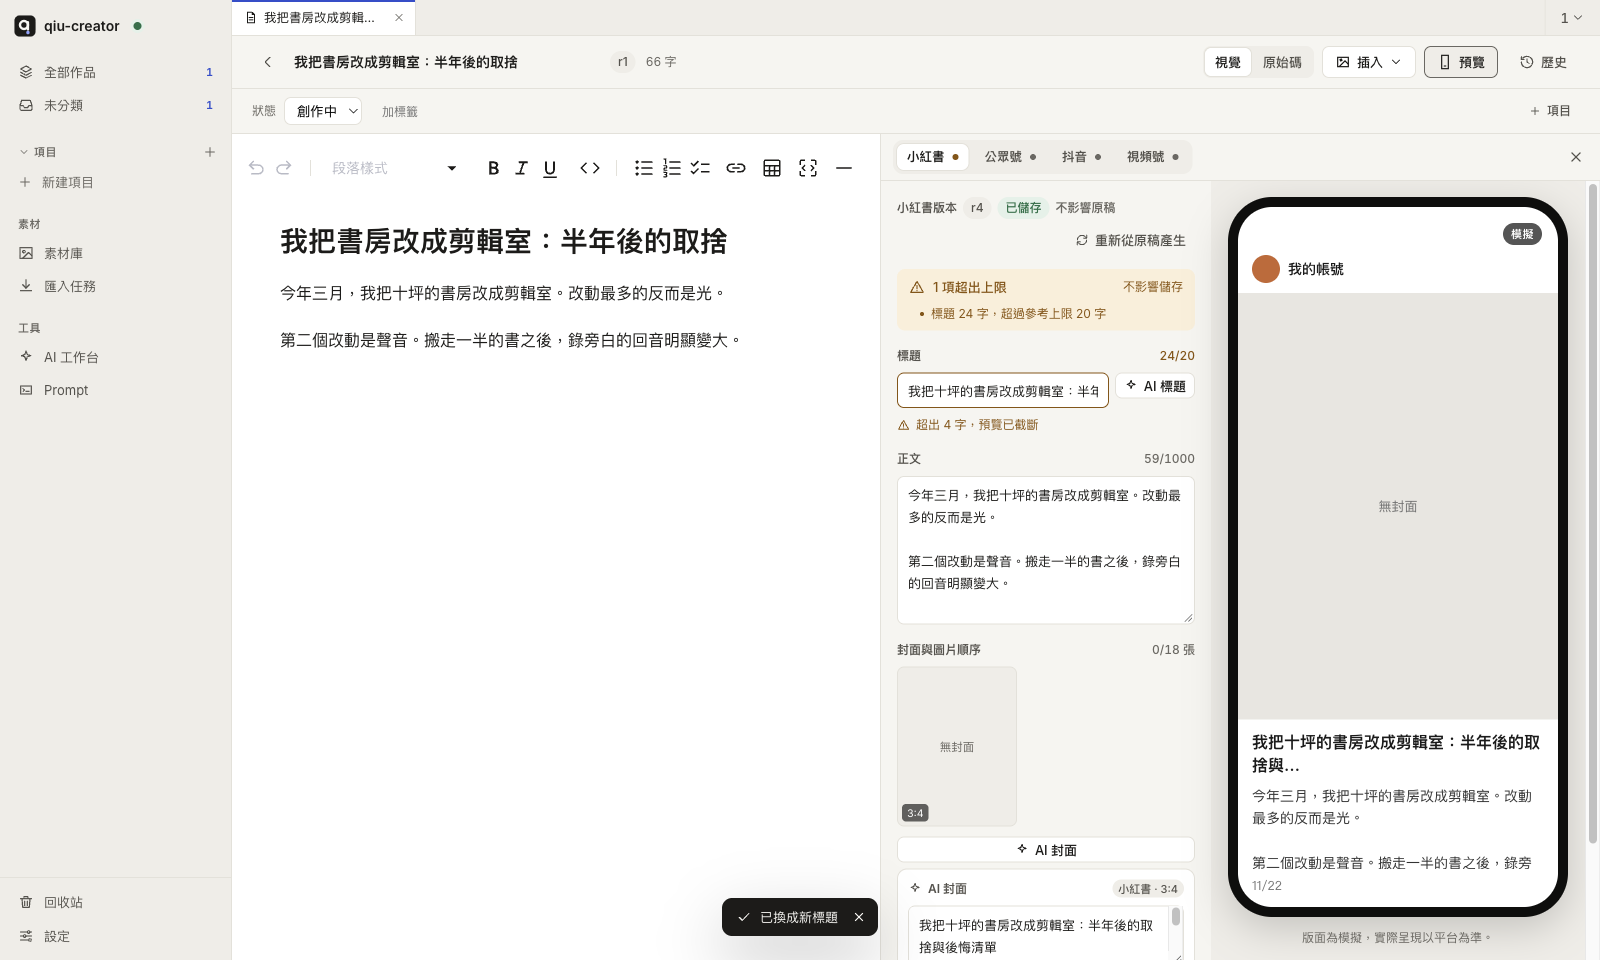 qiu-creator
全部作品 1
未分類 1
項目
新建項目
素材
素材庫
匯入任務
工具
AI 工作台
Prompt
回收站
設定
我把書房改成剪輯...
1
我把書房改成剪輯室：半年後的取捨
r1 66 字
視覺 原始碼 插入 預覽 歷史
狀態 創作中 加標籤
項目
段落樣式
我把書房改成剪輯室：半年後的取捨
今年三月，我把十坪的書房改成剪輯室。改動最多的反而是光。
第二個改動是聲音。搬走一半的書之後，錄旁白的回音明顯變大。
已換成新標題
小紅書 公眾號 抖音 視頻號
小紅書版本 r4 已儲存 不影響原稿
重新從原稿產生
1 項超出上限 不影響儲存
標題 24 字，超過參考上限 20 字
標題 24/20
我把十坪的書房改成剪輯室：半年
AI 標題
超出 4 字，預覽已截斷
正文 59/1000
今年三月，我把十坪的書房改成剪輯室。改動最
多的反而是光。
第二個改動是聲音。搬走一半的書之後，錄旁白
的回音明顯變大。
封面與圖片順序 0/18 張
無封面
3:4
AI 封面
AI 封面 小紅書 · 3:4
我把十坪的書房改成剪輯室：半年後的取
捨與後悔清單
模擬
我的帳號
無封面
我把十坪的書房改成剪輯室：半年後的取
捨與...
今年三月，我把十坪的書房改成剪輯室。改動
最多的反而是光。
第二個改動是聲音。搬走一半的書之後，錄旁
11/22
版面為模擬，實際呈現以平台為準。